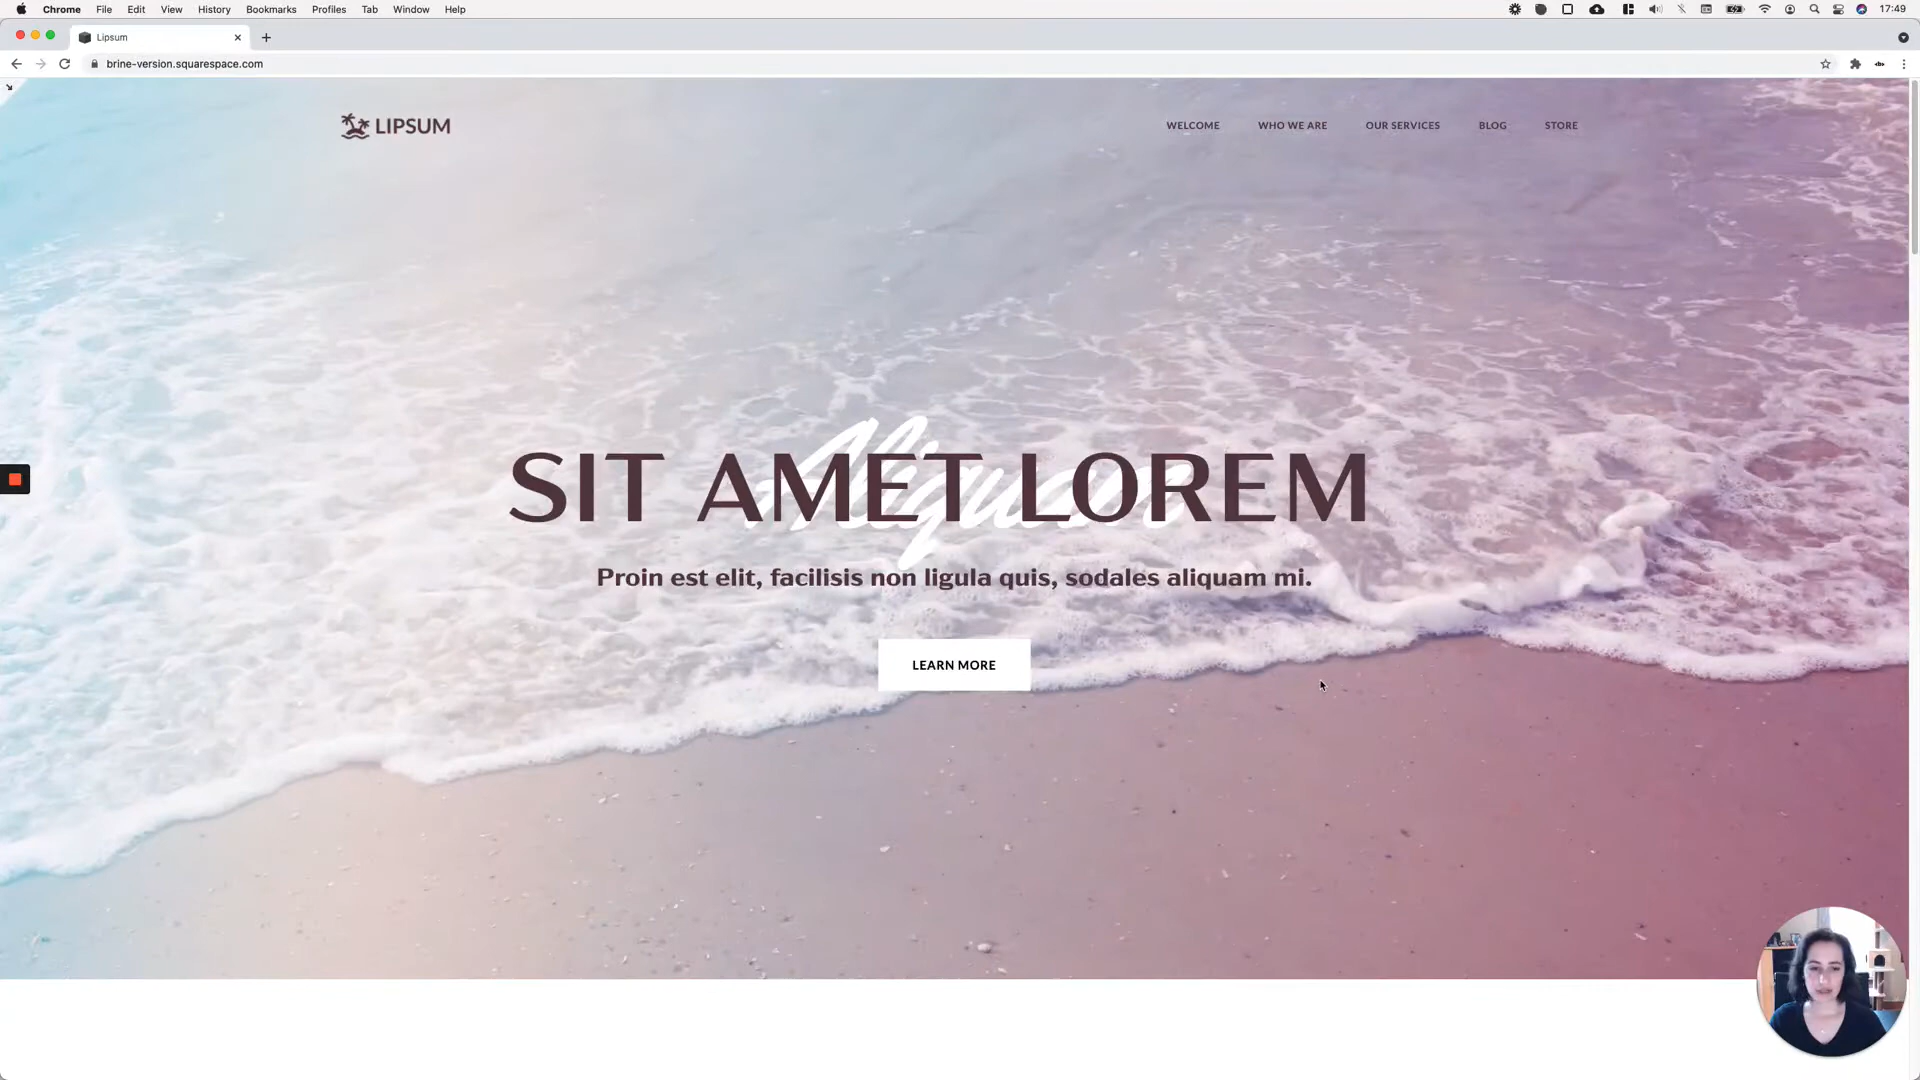 Chrome File Edit View History Bookmarks Profiles Tab Window Help 17:49
Lipsum
brine-version.squarespace.com
LIPSUM WELCOME WHO WE ARE OUR SERVICES BLOG STORE
Aliquam
SIT AMET LOREM
Proin est elit, facilisis non ligula quis, sodales aliquam mi.
LEARN MORE